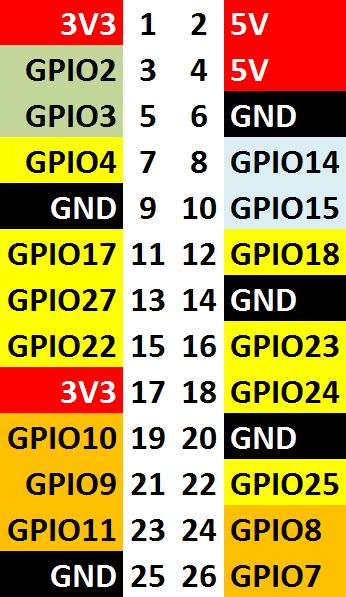 3V3 1 2 5V
GPIO2 3 4 5V
GPIO3 5 6 GND
GPIO4 7 8 GPIO14
GND 9 10 GPIO15
GPIO17 11 12 GPIO18
GPIO27 13 14 GND
GPIO22 15 16 GPIO23
3V3 17 18 GPIO24
GPIO10 19 20 GND
GPIO9 21 22 GPIO25
GPIO11 23 24 GPIO8
GND 25 26 GPIO7